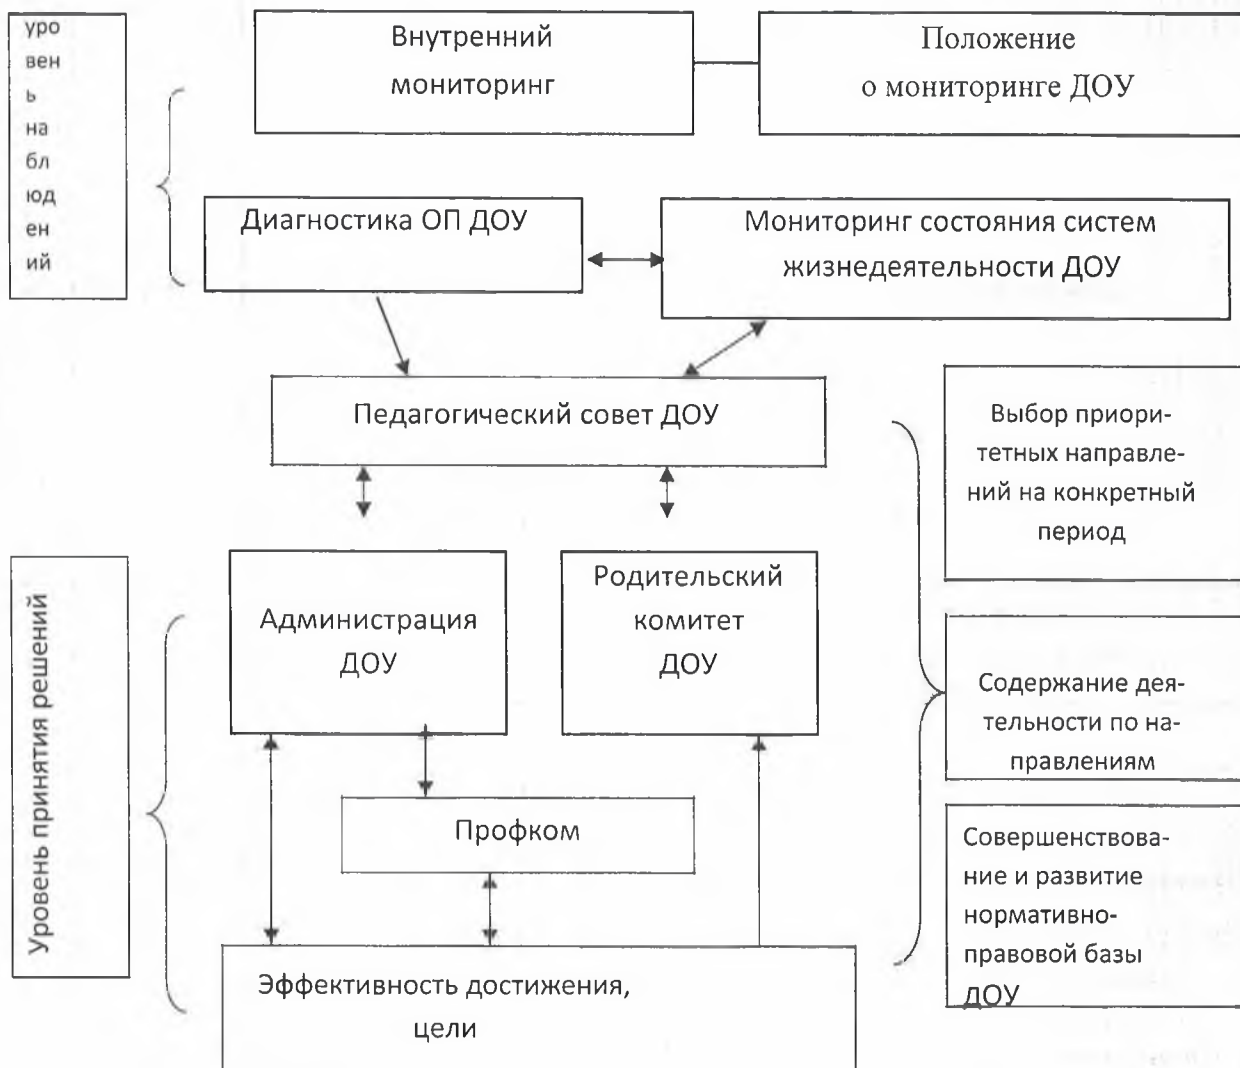 уро
вен
ь
на
бл
юд
ен
ий
Внутренний
мониторинг
Положение
о мониторинге ДОУ
Диагностика ОП ДОУ
Мониторинг состояния систем
жизнедеятельности ДОУ
Педагогический совет ДОУ
Выбор приори-
тетных направле-
ний на конкретный
период
Уровень принятия решений
Администрация
ДОУ
Родительский
комитет
ДОУ
Содержание дея-
тельности по на-
правлениям
Профком
Совершенствова-
ние и развитие
нормативно-
правовой базы
ДОУ
Эффективность достижения,
цели